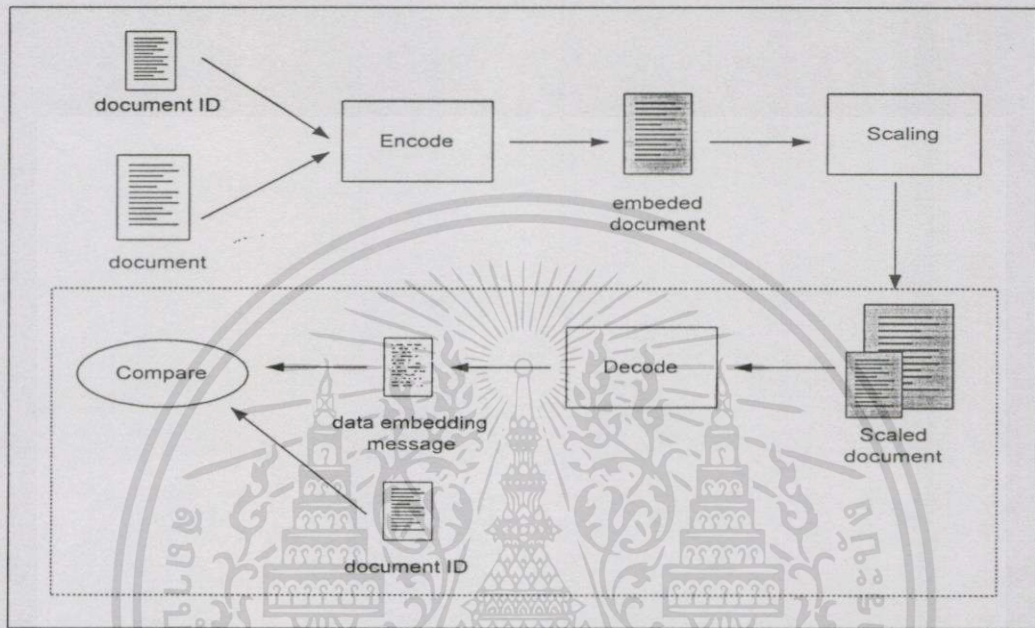 document ID
document
Encode
embeded
document
Scaling
Scaled
document
Decode
data embedding
message
document ID
Compare